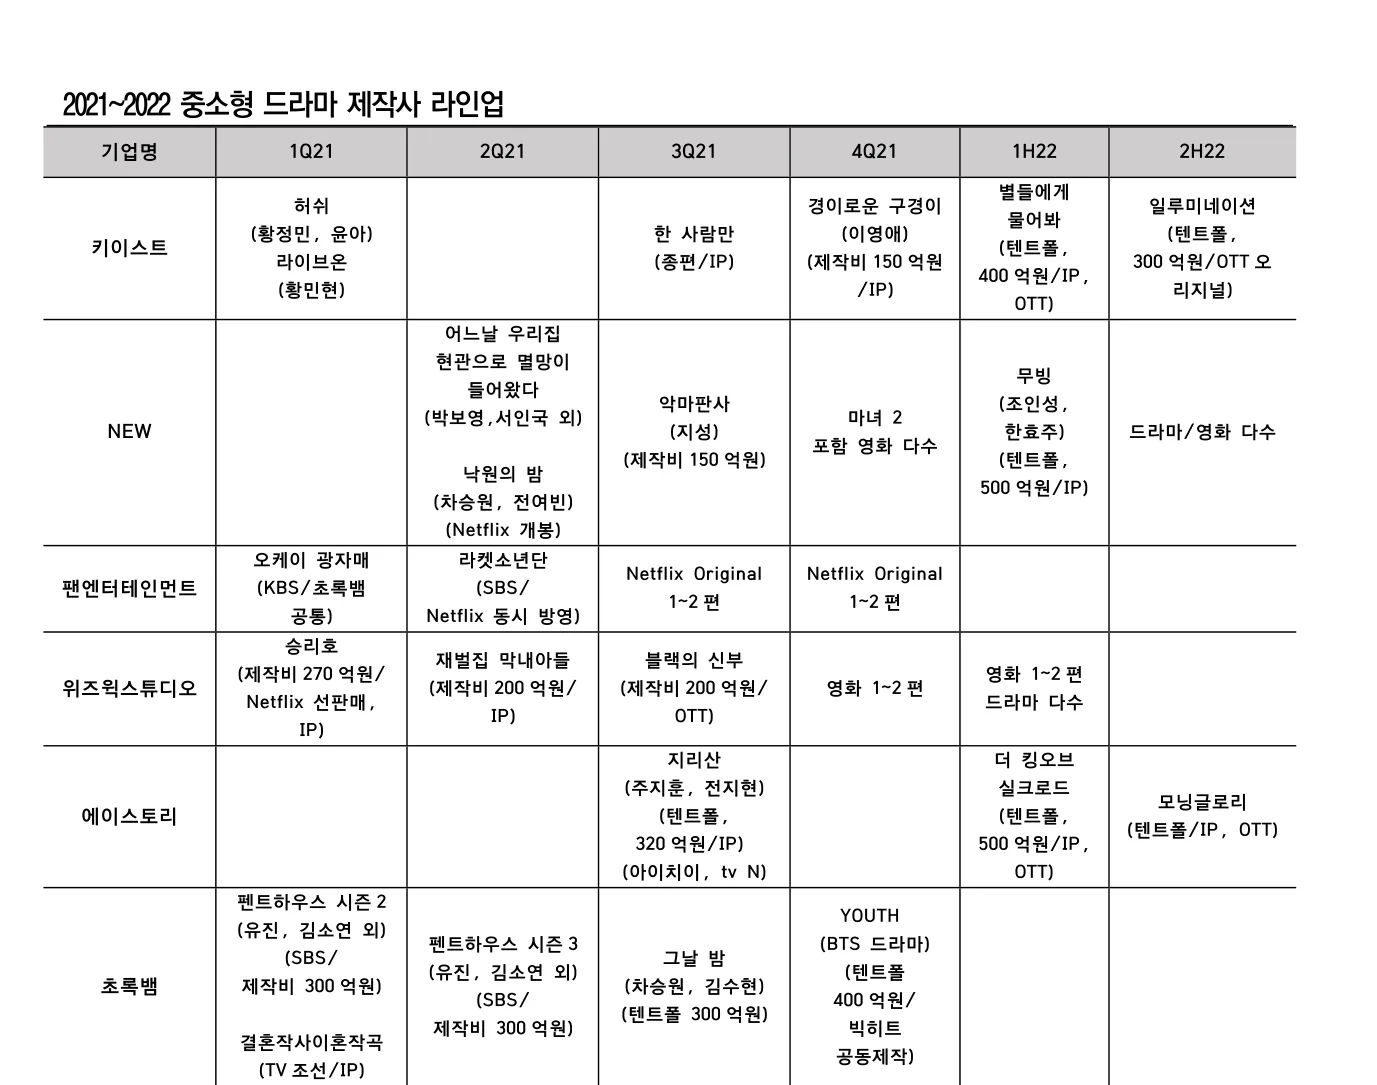 2021~2022 중소형 드라마 제작사 라인업
기업명 1Q21 2Q21 3Q21 4Q21 1H22 2H22
키이스트
허쉬
(황정민, 윤아)
라이브온
(황민현)
한 사람만
(종편/IP)
경이로운 구경이
(이영애)
(제작비 150 억원
/IP)
별들에게
물어봐
(텐트폴,
400 억원/IP,
OTT)
일루미네이션
(텐트폴,
300 억원/OTT 오
리지널)
NEW
어느날 우리집
현관으로 멸망이
들어왔다
(박보영,서인국 외)
낙원의 밤
(차승원, 전여빈)
(Netflix 개봉)
악마판사
(지성)
(제작비 150 억원)
마녀 2
포함 영화 다수
무빙
(조인성,
한효주)
(텐트폴,
500 억원/IP)
드라마/영화 다수
팬엔터테인먼트
오케이 광자매
(KBS/초록뱀
공통)
라켓소년단
(SBS/
Netflix 동시 방영)
Netflix Original
1~2 편
Netflix Original
1~2 편
위즈윅스튜디오
승리호
(제작비 270 억원/
Netflix 선판매,
IP)
재벌집 막내아들
(제작비 200 억원/
IP)
블랙의 신부
(제작비 200 억원/
OTT)
영화 1~2 편
영화 1~2 편
드라마 다수
에이스토리
지리산
(주지훈, 전지현)
(텐트폴,
320 억원/IP)
(아이치이, tv N)
더 킹오브
실크로드
(텐트폴,
500 억원/IP,
OTT)
모닝글로리
(텐트폴/IP, OTT)
초록뱀
펜트하우스 시즌 2
(유진, 김소연 외)
(SBS/
제작비 300 억원)
결혼작사이혼작곡
(TV 조선/IP)
펜트하우스 시즌 3
(유진, 김소연 외)
(SBS/
제작비 300 억원)
그날 밤
(차승원, 김수현)
(텐트폴 300 억원)
YOUTH
(BTS 드라마)
(텐트폴
400 억원/
빅히트
공동제작)